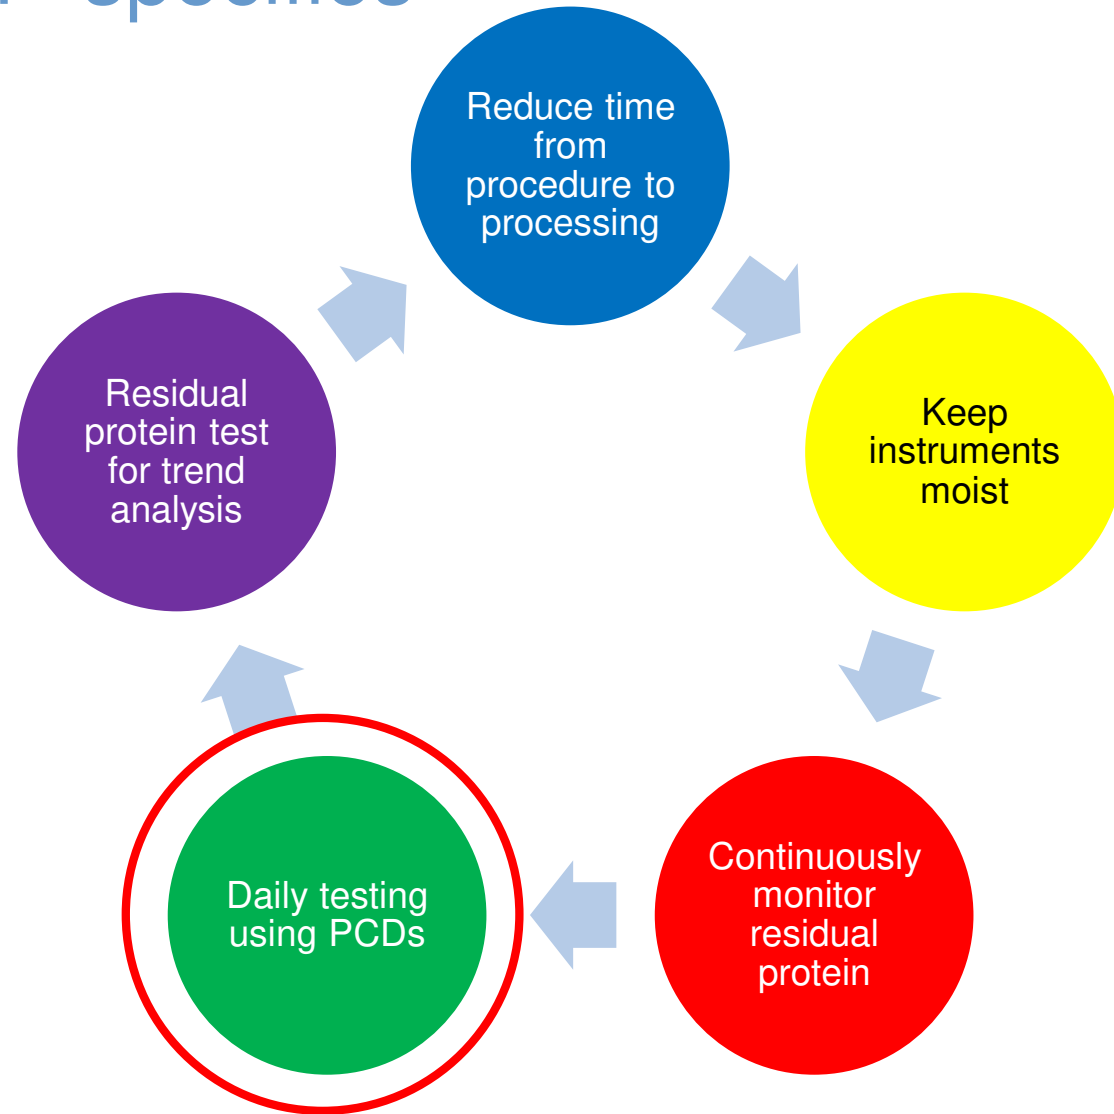 specifics
Reduce time
from
procedure to
processing
Keep
instruments
moist
Continuously
monitor
residual
protein
Daily testing
using PCDs
Residual
protein test
for trend
analysis